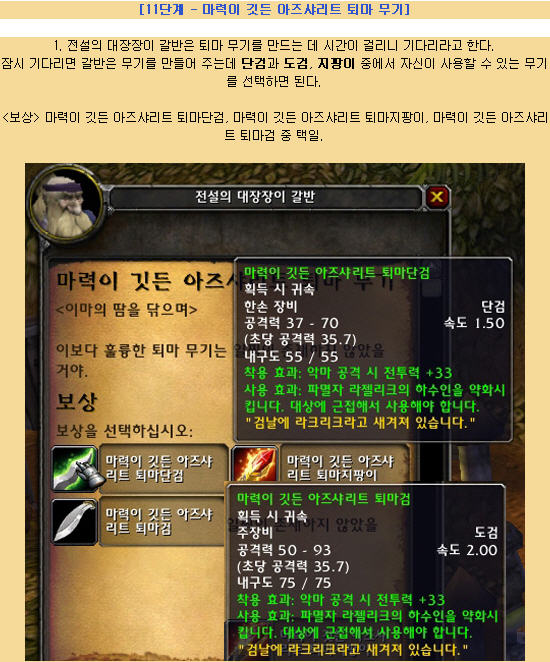 [11단계 - 마력이 깃든 아즈샤리트 퇴마 무기]
1. 전설의 대장장이 갈반은 퇴마 무기를 만드는 데 시간이 걸리니 기다리라고 한다.
잠시 기다리면 갈반은 무기를 만들어 주는데 단검과 도검, 지팡이 중에서 자신이 사용할 수 있는 무기
를 선택하면 된다.
<보상> 마력이 깃든 아즈샤리트 퇴마단검, 마력이 깃든 아즈샤리트 퇴마지팡이, 마력이 깃든 아즈샤리
트 퇴마검 중 택일.
전설의 대장장이 갈반
마력이 깃든 아즈샤
<이마의 땀을 닦으며>
이보다 훌륭한 퇴마 무기는
거야.
보상
보상을 선택하십시오:
마력이 깃든 아즈샤
리트 퇴마단검
마력이 깃든 아즈샤
리트 퇴마지팡이
마력이 깃든 아즈샤
리트 퇴마검
마력이 깃든 아즈샤리트 퇴마단검
획득 시 귀속
한손 장비 단검
공격력 37 - 70 속도 1.50
(초당 공격력 35.7)
내구도 55 / 55
착용 효과: 악마 공격 시 전투력 +33
사용 효과: 파멸자 라젤리크의 하수인을 약화시
킵니다. 대상에 근접해서 사용해야 합니다.
"검날에 라크리크라고 새겨져 있습니다."
마력이 깃든 아즈샤리트 퇴마검
획득 시 귀속
주장비 도검
공격력 50 - 93 속도 2.00
(초당 공격력 35.7)
내구도 75 / 75
착용 효과: 악마 공격 시 전투력 +33
사용 효과: 파멸자 라젤리크의 하수인을 약화시
킵니다. 대상에 근접해서 사용해야 합니다.
"검날에 라크리크라고 새겨져 있습니다."